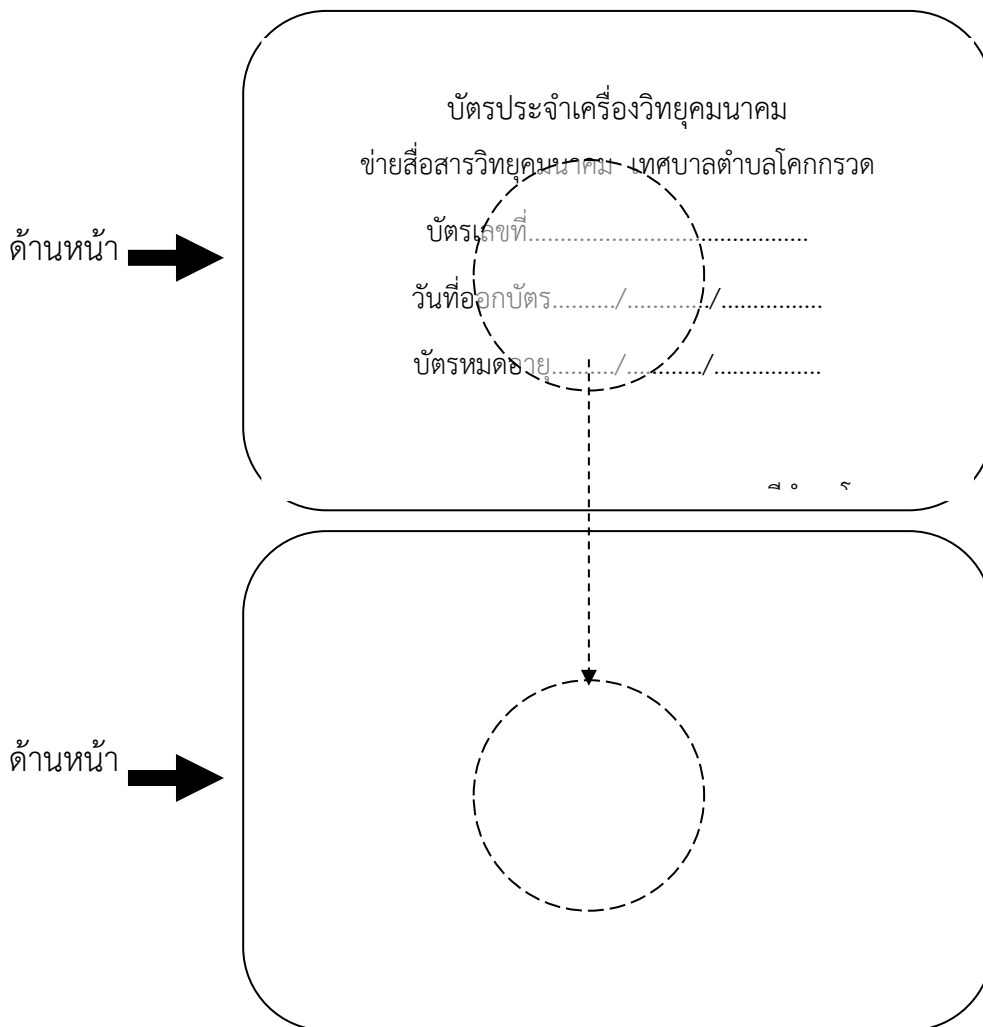 บัตรประจำเครื่องวิทยุคมนาคม
ข่ายสื่อสารวิทยุคมนาคม เทศบาลตำบลโคกกรวด
ด้านหน้า
บัตรเลขที่....................................
วันที่ออกบัตร........../............./...............
บัตรหมดอายุ........../............/................
ด้านหน้า